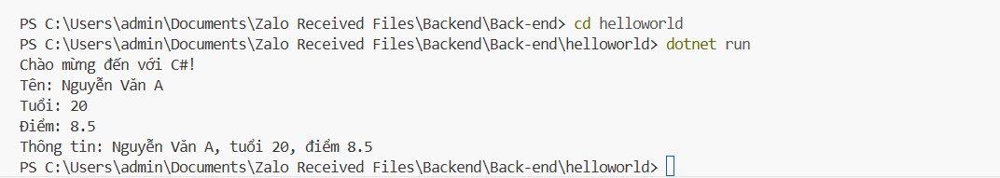 PS C:\Users\admin\Documents\Zalo Received Files\Backend\Back-end> cd helloworld
PS C:\Users\admin\Documents\Zalo Received Files\Backend\Back-end\helloworld> dotnet run
Chào mừng đến với C#!
Tên: Nguyễn Văn A
Tuổi: 20
Điểm: 8.5
Thông tin: Nguyễn Văn A, tuổi 20, điểm 8.5
PS C:\Users\admin\Documents\Zalo Received Files\Backend\Back-end\helloworld>